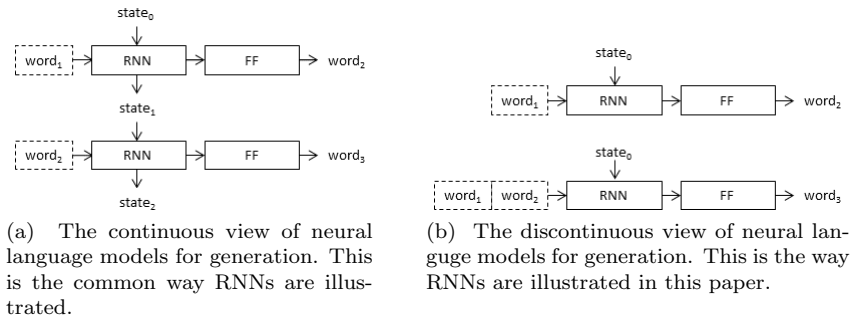 state₀
word₁ RNN FF word₂
state₁
word₂ RNN FF word₃
state₂
(a) The continuous view of neural
language models for generation. This
is the common way RNNs are illus-
trated.
state₀
word₁ RNN FF word₂
state₀
word₁ word₂ RNN FF word₃
(b) The discontinuous view of neural lan-
guge models for generation. This is the way
RNNs are illustrated in this paper.